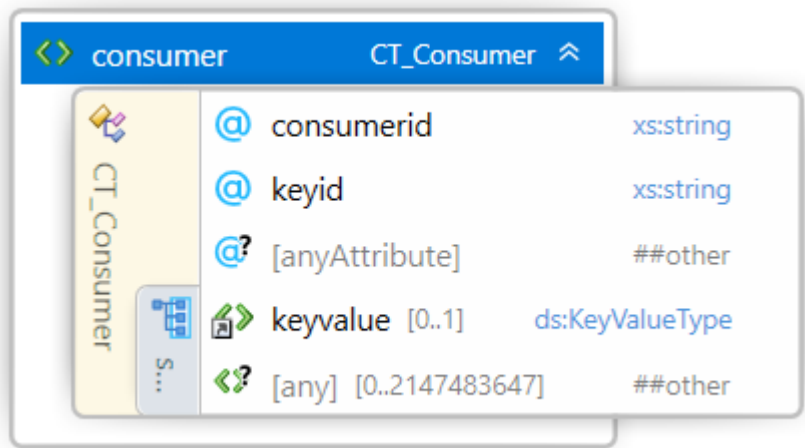 consumer CT_Consumer
CT_Consumer
@ consumerid xs:string
@ keyid xs:string
@? [anyAttribute] ##other
keyvalue [0..1] ds:KeyValueType
S...
<>? [any] [0..2147483647] ##other